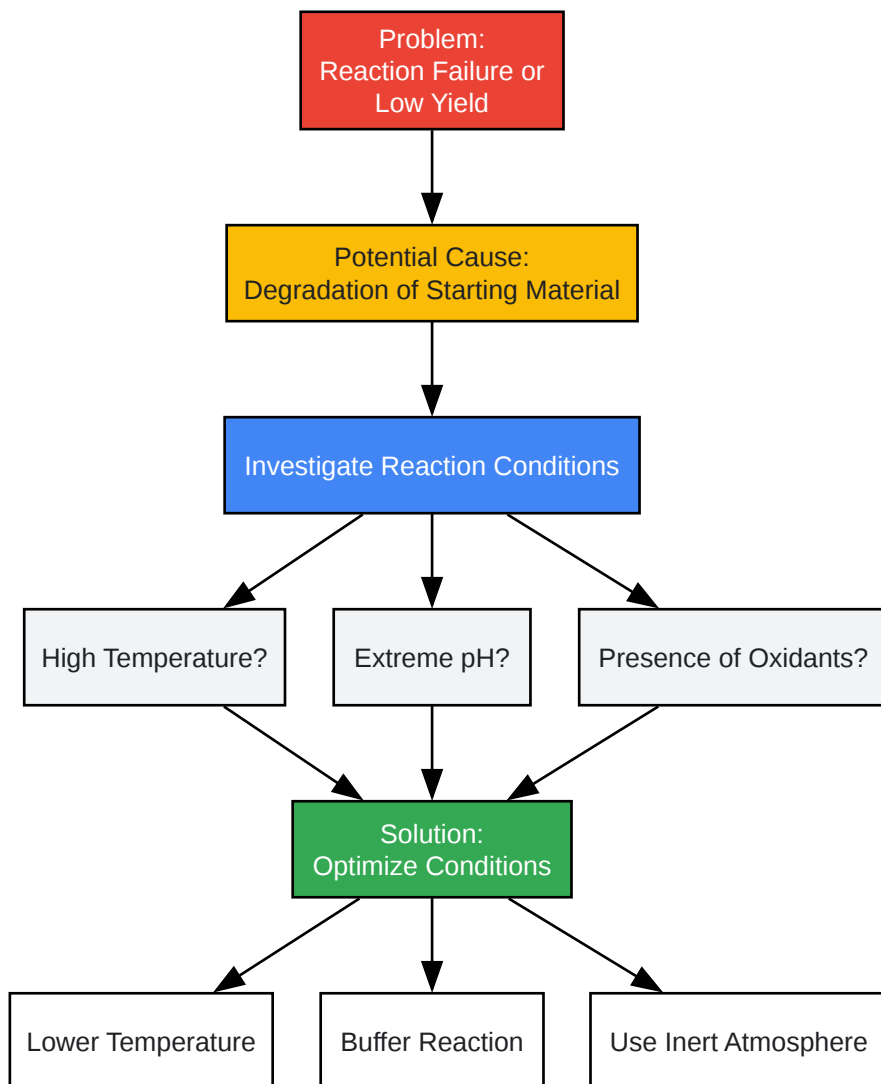 Problem:
Reaction Failure or
Low Yield
Potential Cause:
Degradation of Starting Material
Investigate Reaction Conditions
High Temperature?
Extreme pH?
Presence of Oxidants?
Solution:
Optimize Conditions
Lower Temperature
Buffer Reaction
Use Inert Atmosphere